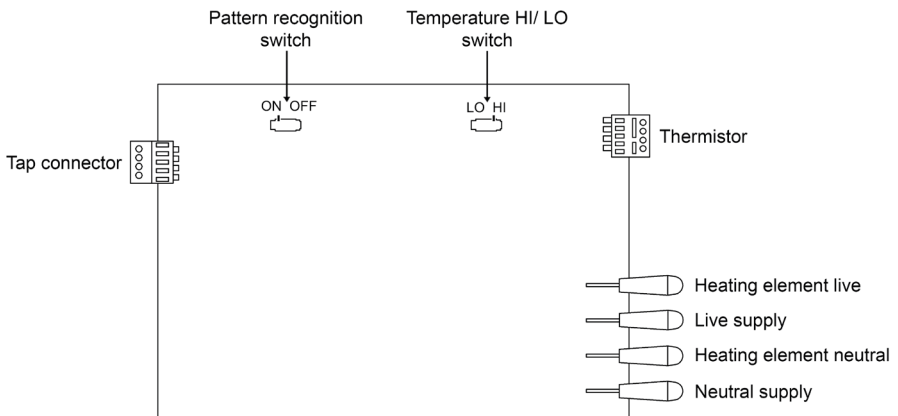 Pattern recognition
switch
Temperature HI/ LO
switch
ON OFF
LO HI
Tap connector
Thermistor
Heating element live
Live supply
Heating element neutral
Neutral supply